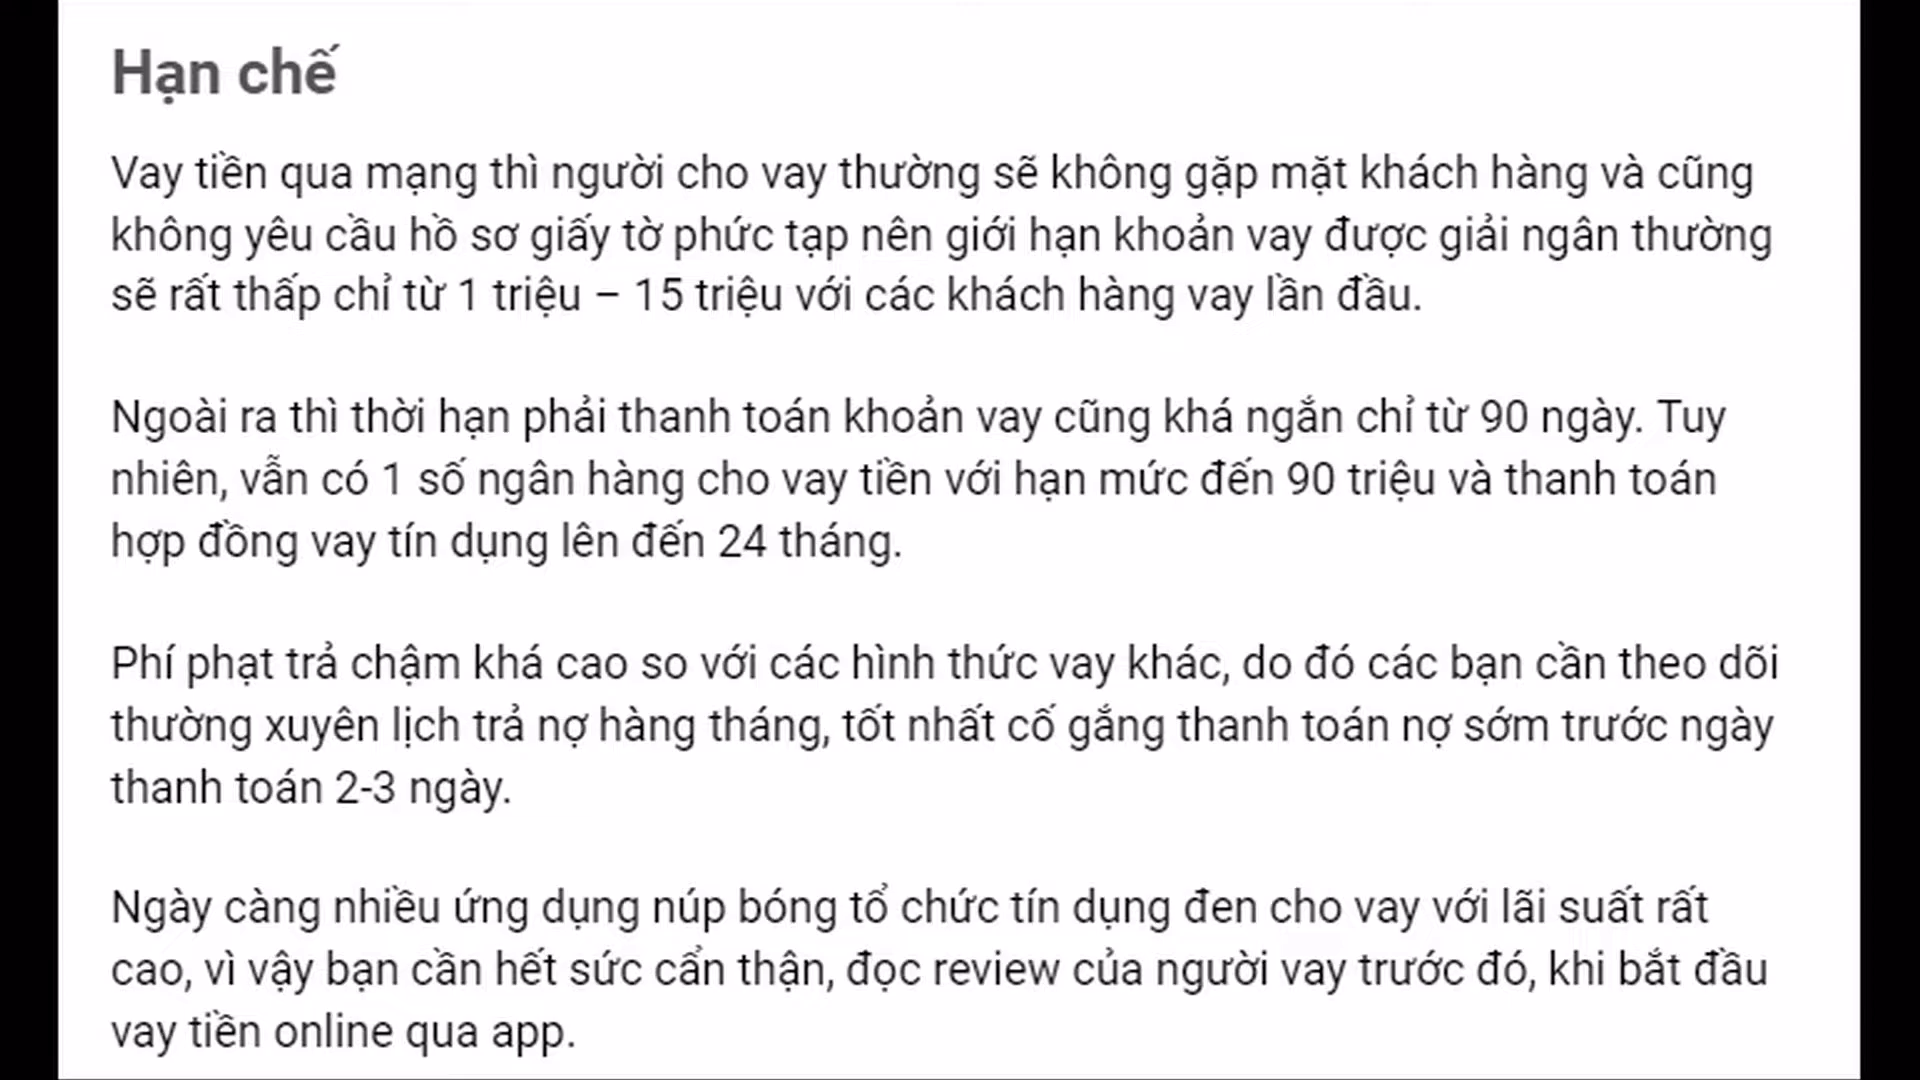 Hạn chế
Vay tiền qua mạng thì người cho vay thường sẽ không gặp mặt khách hàng và cũng
không yêu cầu hồ sơ giấy tờ phức tạp nên giới hạn khoản vay được giải ngân thường
sẽ rất thấp chỉ từ 1 triệu – 15 triệu với các khách hàng vay lần đầu.
Ngoài ra thì thời hạn phải thanh toán khoản vay cũng khá ngắn chỉ từ 90 ngày. Tuy
nhiên, vẫn có 1 số ngân hàng cho vay tiền với hạn mức đến 90 triệu và thanh toán
hợp đồng vay tín dụng lên đến 24 tháng.
Phí phạt trả chậm khá cao so với các hình thức vay khác, do đó các bạn cần theo dõi
thường xuyên lịch trả nợ hàng tháng, tốt nhất cố gắng thanh toán nợ sớm trước ngày
thanh toán 2-3 ngày.
Ngày càng nhiều ứng dụng núp bóng tổ chức tín dụng đen cho vay với lãi suất rất
cao, vì vậy bạn cần hết sức cẩn thận, đọc review của người vay trước đó, khi bắt đầu
vay tiền online qua app.